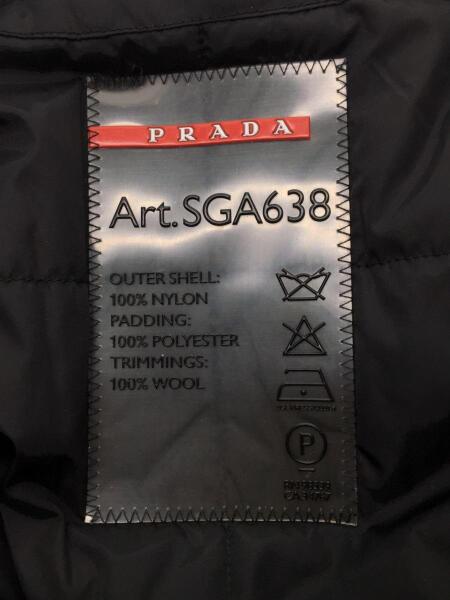 PRADA
Art. SGA638
OUTER SHELL:
100% NYLON
PADDING:
100% POLYESTER
TRIMMINGS:
100% WOOL
P